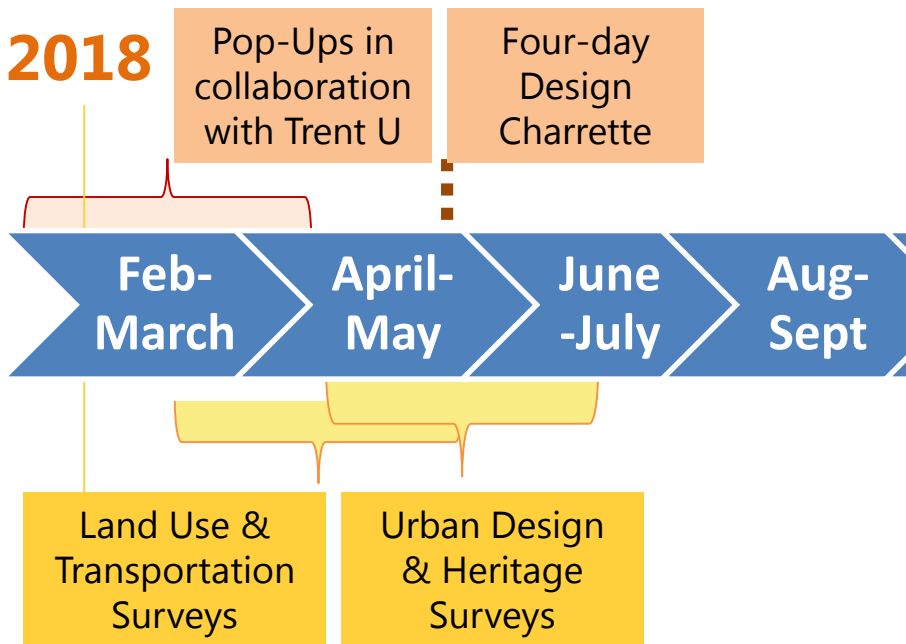 2018
Pop-Ups in
collaboration
with Trent U
Four-day
Design
Charrette
Feb-
March
April-
May
June
-July
Aug-
Sept
Land Use &
Transportation
Surveys
Urban Design
& Heritage
Surveys